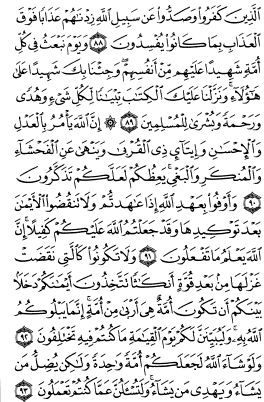 ٱلَّذِينَ كَفَرُوا۟ وَصَدُّوا۟ عَن سَبِيلِ ٱللَّهِ زِدْنَٰهُمْ عَذَابًا فَوْقَ
ٱلْعَذَابِ بِمَا كَانُوا۟ يُفْسِدُونَ ٨٨ وَيَوْمَ نَبْعَثُ فِى كُلِّ
أُمَّةٍ شَهِيدًا عَلَيْهِم مِّنْ أَنفُسِهِمْ ۖ وَجِئْنَا بِكَ شَهِيدًا عَلَىٰ
هَٰٓؤُلَآءِ ۚ وَنَزَّلْنَا عَلَيْكَ ٱلْكِتَٰبَ تِبْيَٰنًا لِّكُلِّ شَىْءٍ وَهُدًى
وَرَحْمَةً وَبُشْرَىٰ لِلْمُسْلِمِينَ ٨٩ ۞ إِنَّ ٱللَّهَ يَأْمُرُ بِٱلْعَدْلِ
وَٱلْإِحْسَٰنِ وَإِيتَآئِ ذِى ٱلْقُرْبَىٰ وَيَنْهَىٰ عَنِ ٱلْفَحْشَآءِ
وَٱلْمُنكَرِ وَٱلْبَغْىِ ۚ يَعِظُكُمْ لَعَلَّكُمْ تَذَكَّرُونَ
٩٠ وَأَوْفُوا۟ بِعَهْدِ ٱللَّهِ إِذَا عَٰهَدتُّمْ وَلَا تَنقُضُوا۟ ٱلْأَيْمَٰنَ
بَعْدَ تَوْكِيدِهَا وَقَدْ جَعَلْتُمُ ٱللَّهَ عَلَيْكُمْ كَفِيلًا ۚ إِنَّ
ٱللَّهَ يَعْلَمُ مَا تَفْعَلُونَ ٩١ وَلَا تَكُونُوا۟ كَٱلَّتِى نَقَضَتْ
غَزْلَهَا مِنۢ بَعْدِ قُوَّةٍ أَنكَٰثًا تَتَّخِذُونَ أَيْمَٰنَكُمْ دَخَلًۢا
بَيْنَكُمْ أَن تَكُونَ أُمَّةٌ هِىَ أَرْبَىٰ مِنْ أُمَّةٍ ۚ إِنَّمَا يَبْلُوكُمُ
ٱللَّهُ بِهِۦ ۚ وَلَيُبَيِّنَنَّ لَكُمْ يَوْمَ ٱلْقِيَٰمَةِ مَا كُنتُمْ فِيهِ تَخْتَلِفُونَ ٩٢
وَلَوْ شَآءَ ٱللَّهُ لَجَعَلَكُمْ أُمَّةً وَٰحِدَةً وَلَٰكِن يُضِلُّ مَن
يَشَآءُ وَيَهْدِى مَن يَشَآءُ ۚ وَلَتُسْـَٔلُنَّ عَمَّا كُنتُمْ تَعْمَلُونَ ٩٣